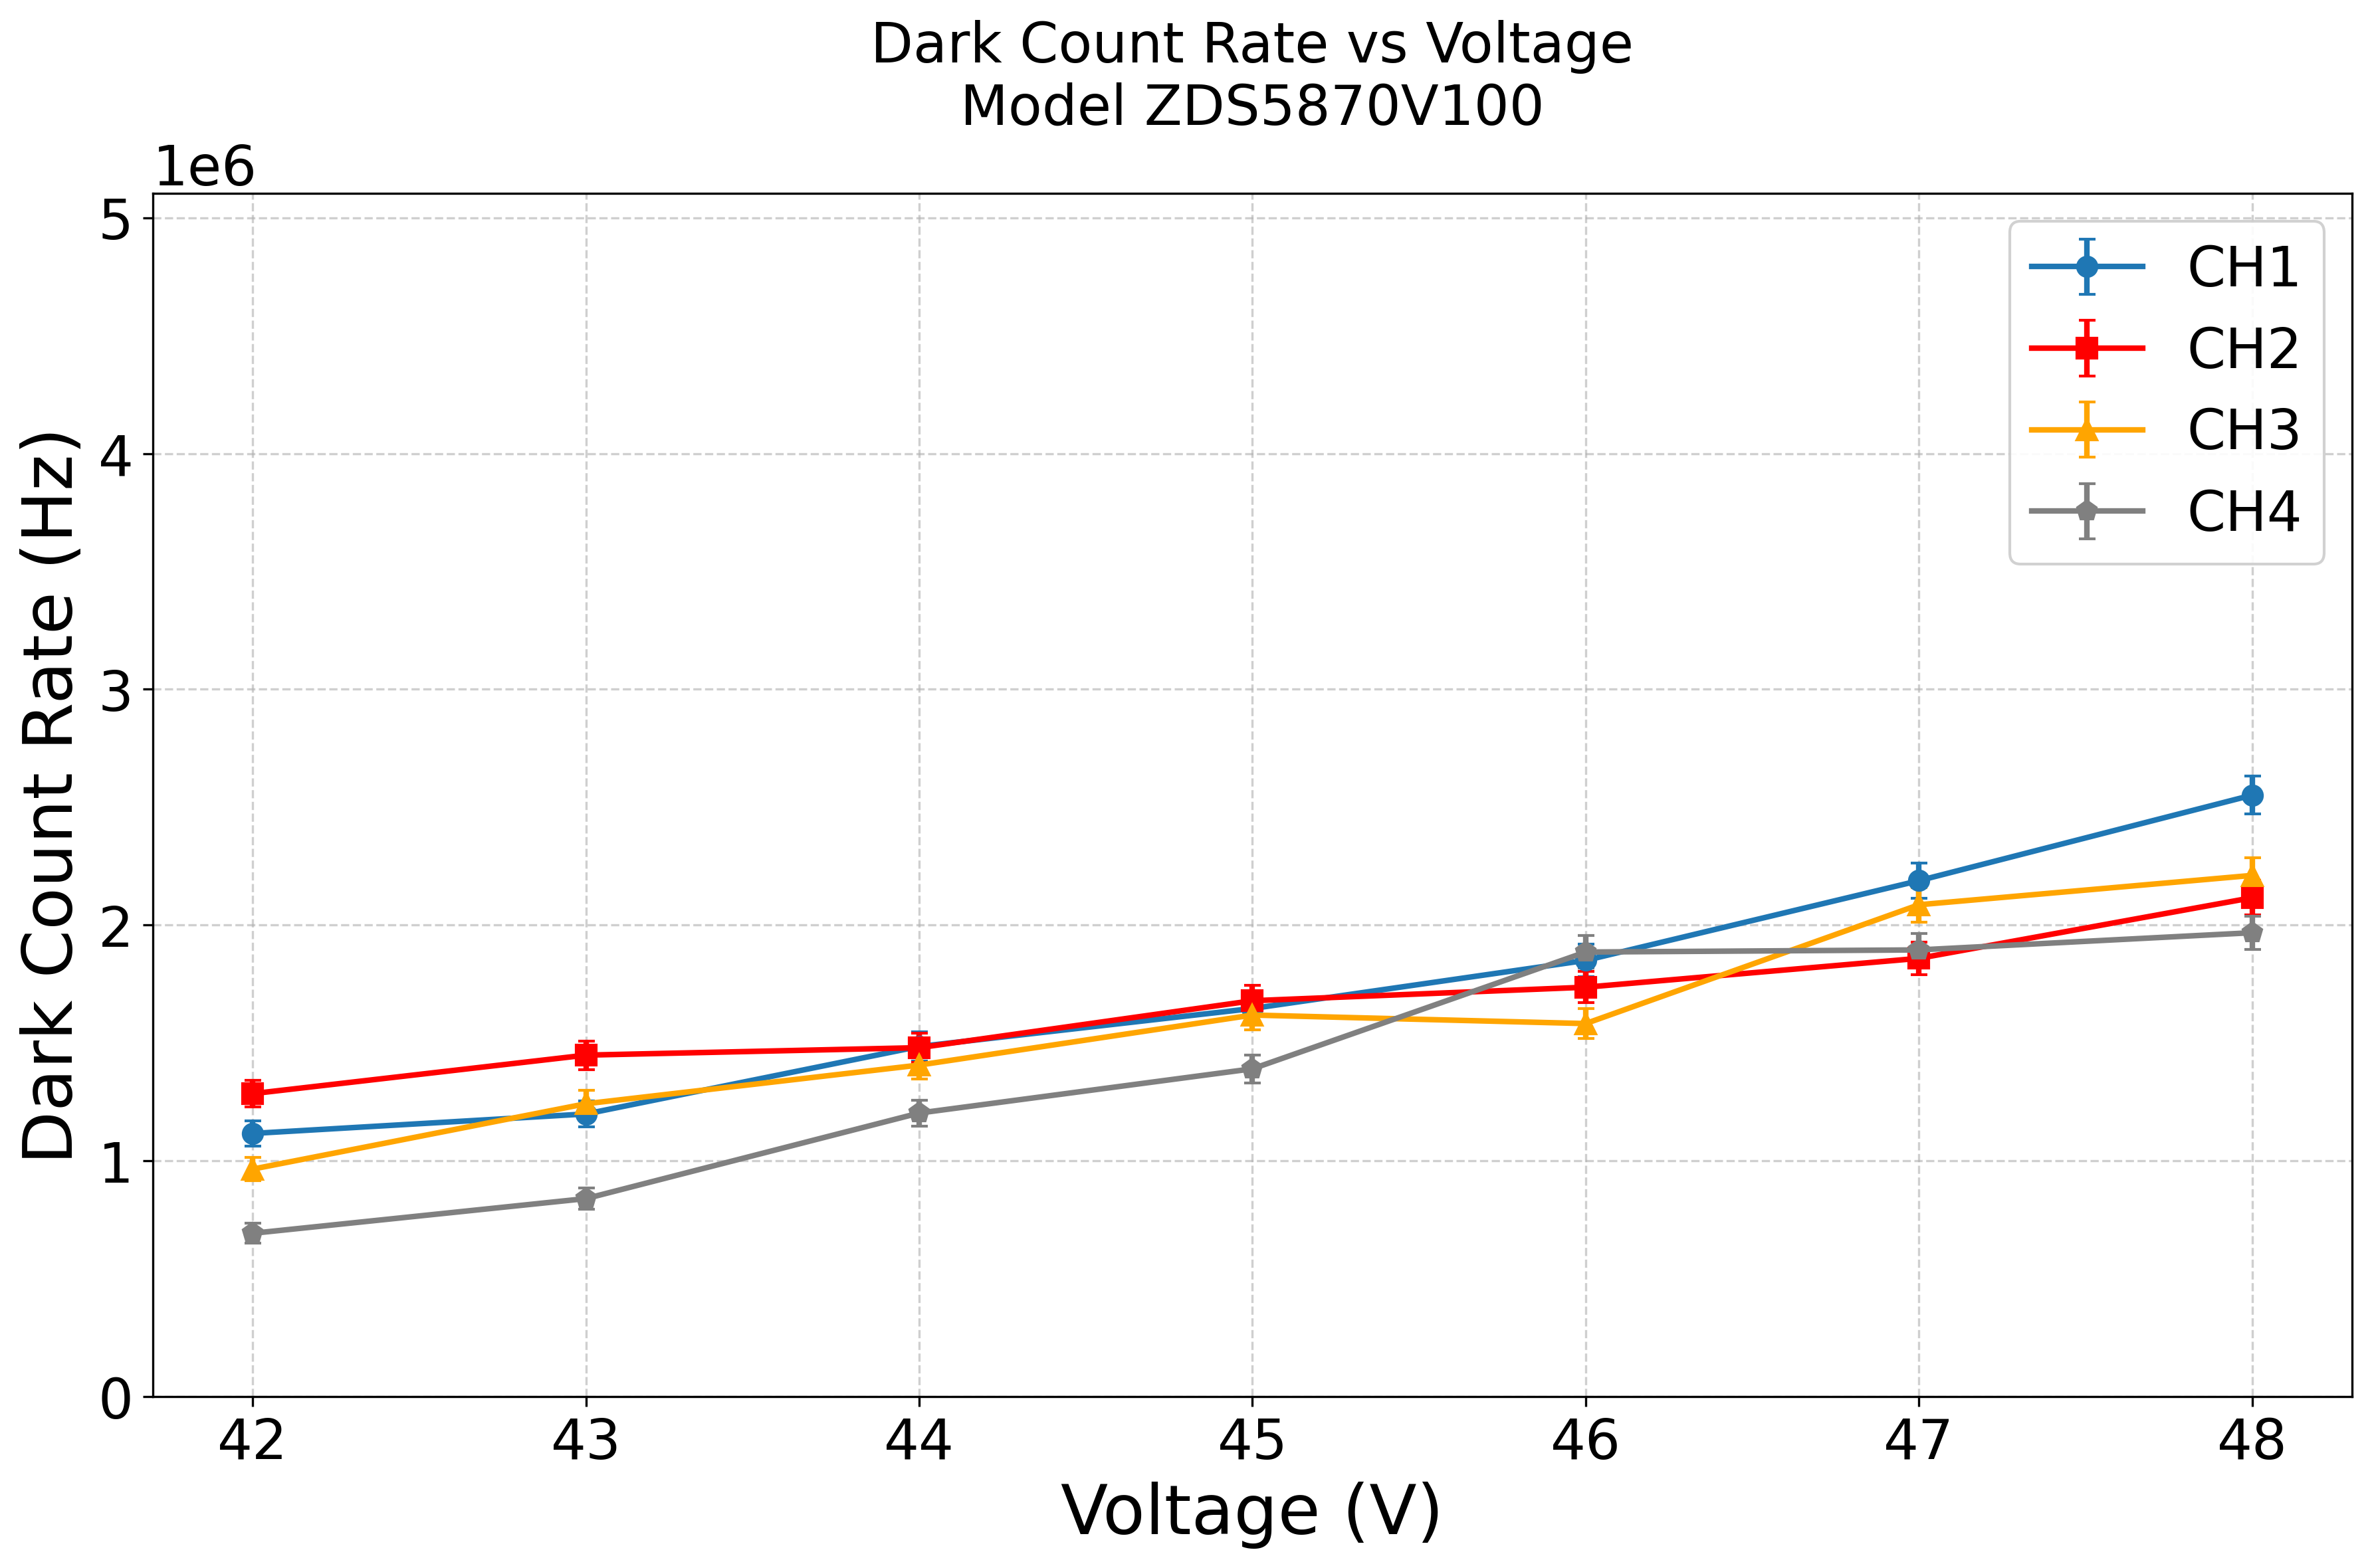 Dark Count Rate vs Voltage
Model ZDS5870V100
1e6
5
4
3
2
1
0
Dark Count Rate (Hz)
CH1
CH2
CH3
CH4
42 43 44 45 46 47 48
Voltage (V)